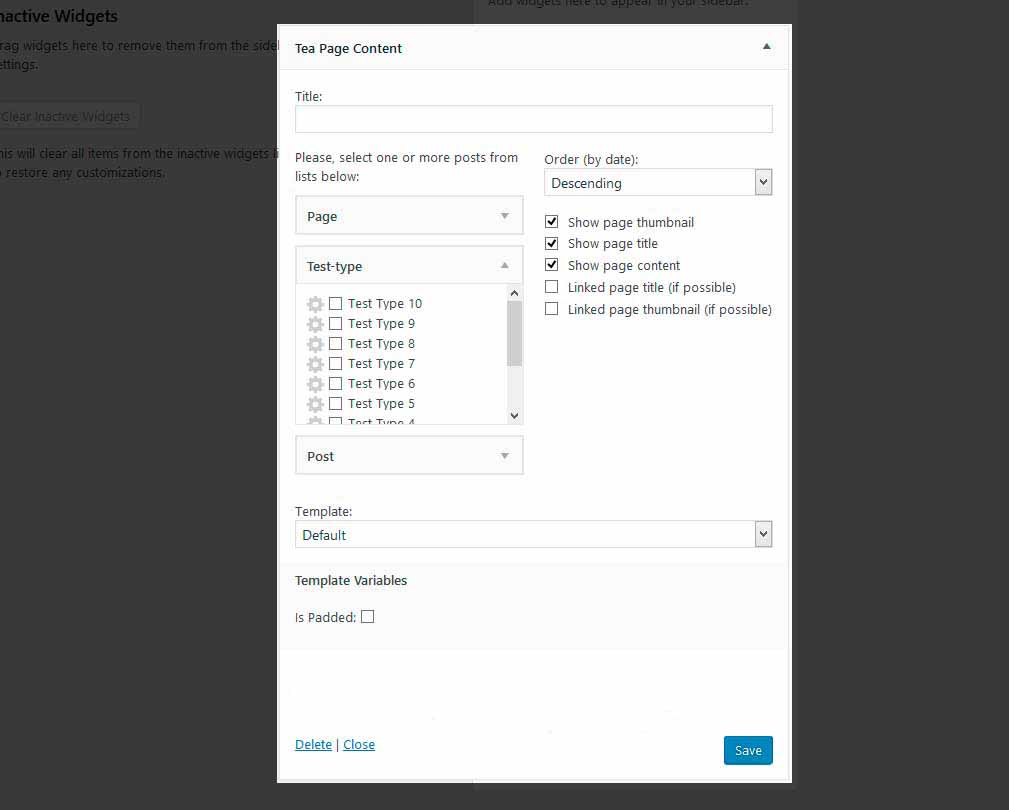 nactive Widgets
rag widgets here to remove them from the sidel
ettings.
Clear Inactive Widgets
nis will clear all items from the inactive widgets li
restore any customizations.
Add widgets here to appear in your sidebar.
Tea Page Content
Title:
Please, select one or more posts from
lists below:
Page
Test-type
Test Type 10
Test Type 9
Test Type 8
Test Type 7
Test Type 6
Test Type 5
Test Type 4
Post
Order (by date):
Descending
Show page thumbnail
Show page title
Show page content
Linked page title (if possible)
Linked page thumbnail (if possible)
Template:
Default
Template Variables
Is Padded:
Delete | Close
Save